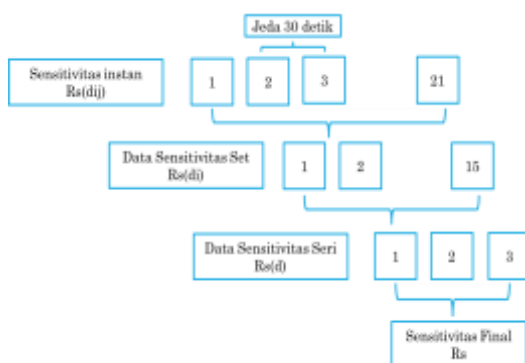 Jeda 30 detik
Sensitivitas instan
Rs(dij)
1 2 3 21
Data Sensitivitas Set
Rs(di)
1 2 15
Data Sensitivitas Seri
Rs(d)
1 2 3
Sensitivitas Final
Rs